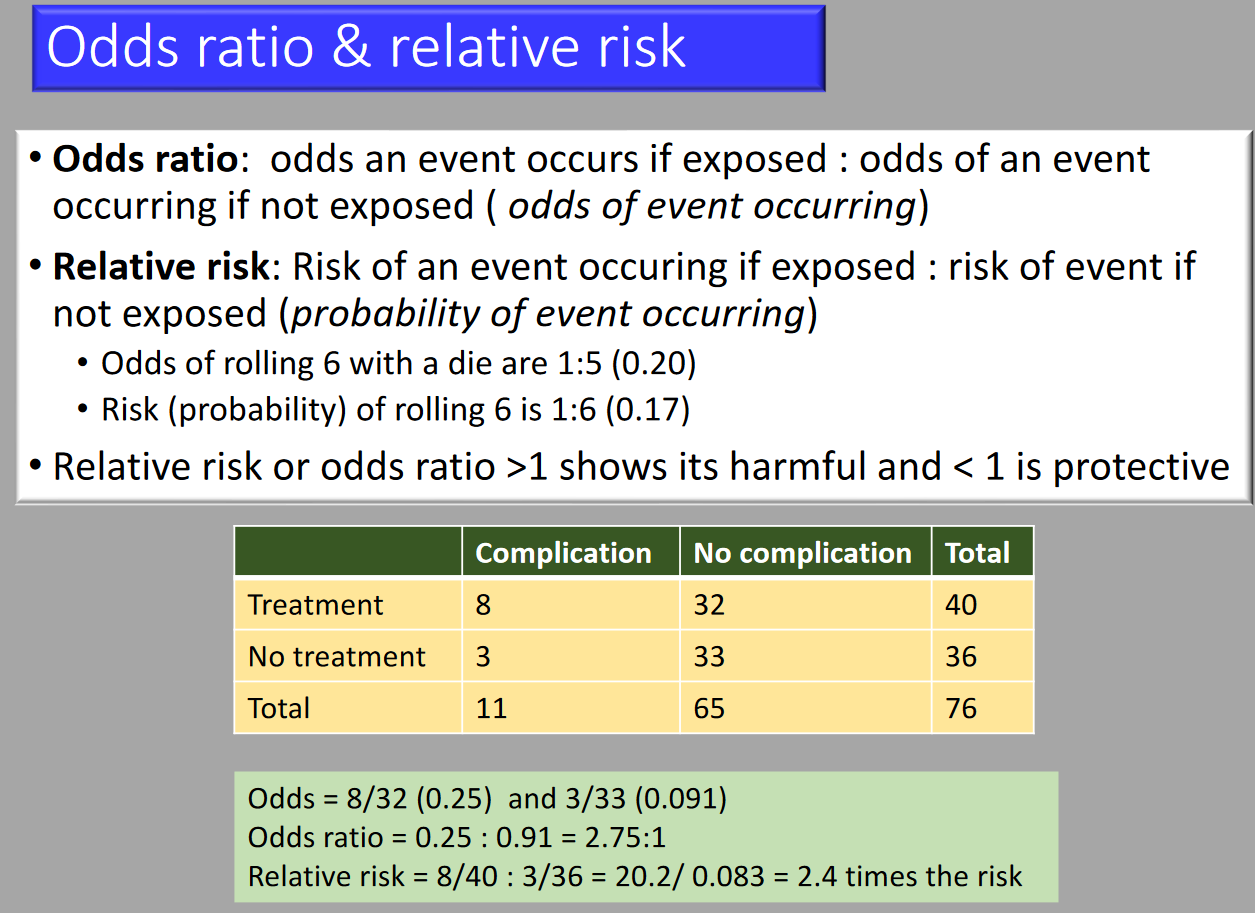 Odds ratio & relative risk
• Odds ratio:  odds an event occurs if exposed : odds of an event
occurring if not exposed ( odds of event occurring)
• Relative risk: Risk of an event occuring if exposed : risk of event if
not exposed (probability of event occurring)
• Odds of rolling 6 with a die are 1:5 (0.20)
• Risk (probability) of rolling 6 is 1:6 (0.17)
• Relative risk or odds ratio >1 shows its harmful and < 1 is protective
Complication No complication Total
Treatment 8 32 40
No treatment 3 33 36
Total 11 65 76
Odds = 8/32 (0.25)  and 3/33 (0.091)
Odds ratio = 0.25 : 0.91 = 2.75:1
Relative risk = 8/40 : 3/36 = 20.2/ 0.083 = 2.4 times the risk